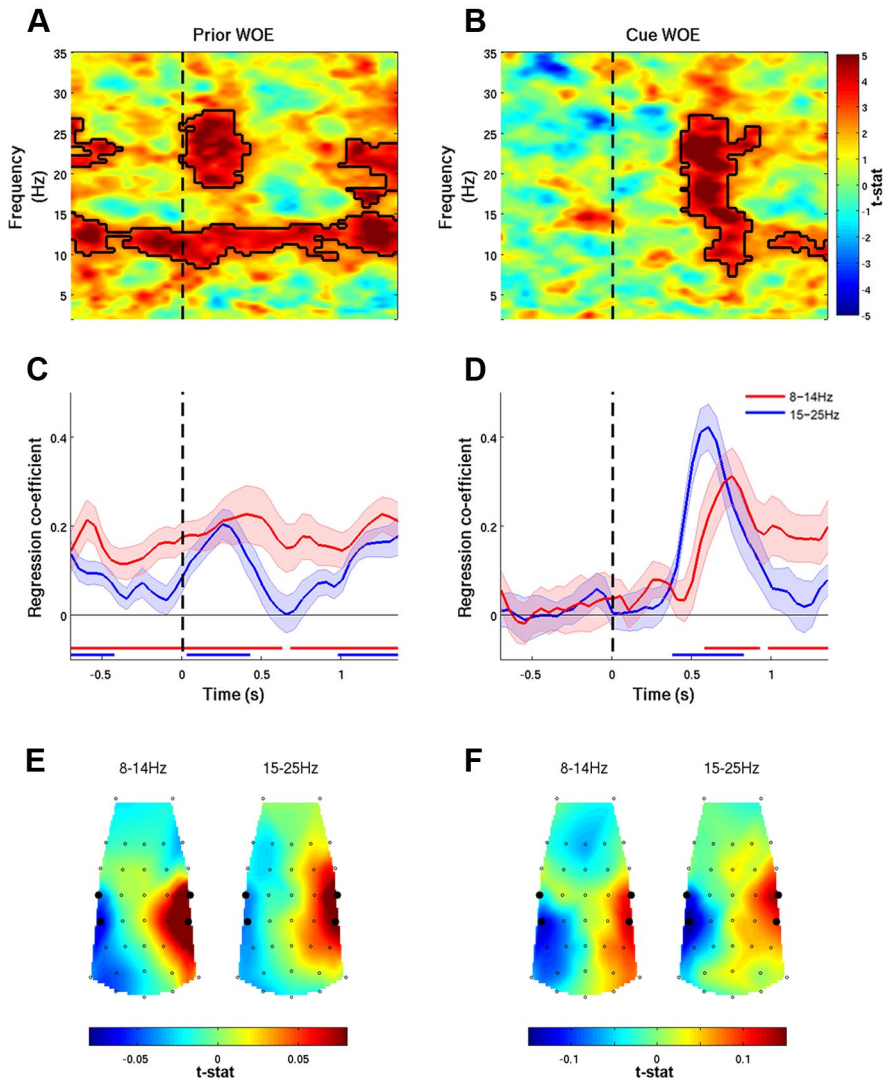 A
B
Prior WOE
Cue WOE
35
30
25
20
15
10
5
Frequency
(Hz)
35
30
25
20
15
10
5
Frequency
(Hz)
5
4
3
2
1
0
-1
-2
-3
-4
-5
t-stat
C
D
0.4
0.2
0
Regression co-efficient
-0.5
0
0.5
1
Time (s)
8-14Hz
15-25Hz
0.4
0.2
0
Regression co-efficient
-0.5
0
0.5
1
Time (s)
E
F
8-14Hz
15-25Hz
8-14Hz
15-25Hz
-0.05
0
0.05
t-stat
-0.1
0
0.1
t-stat